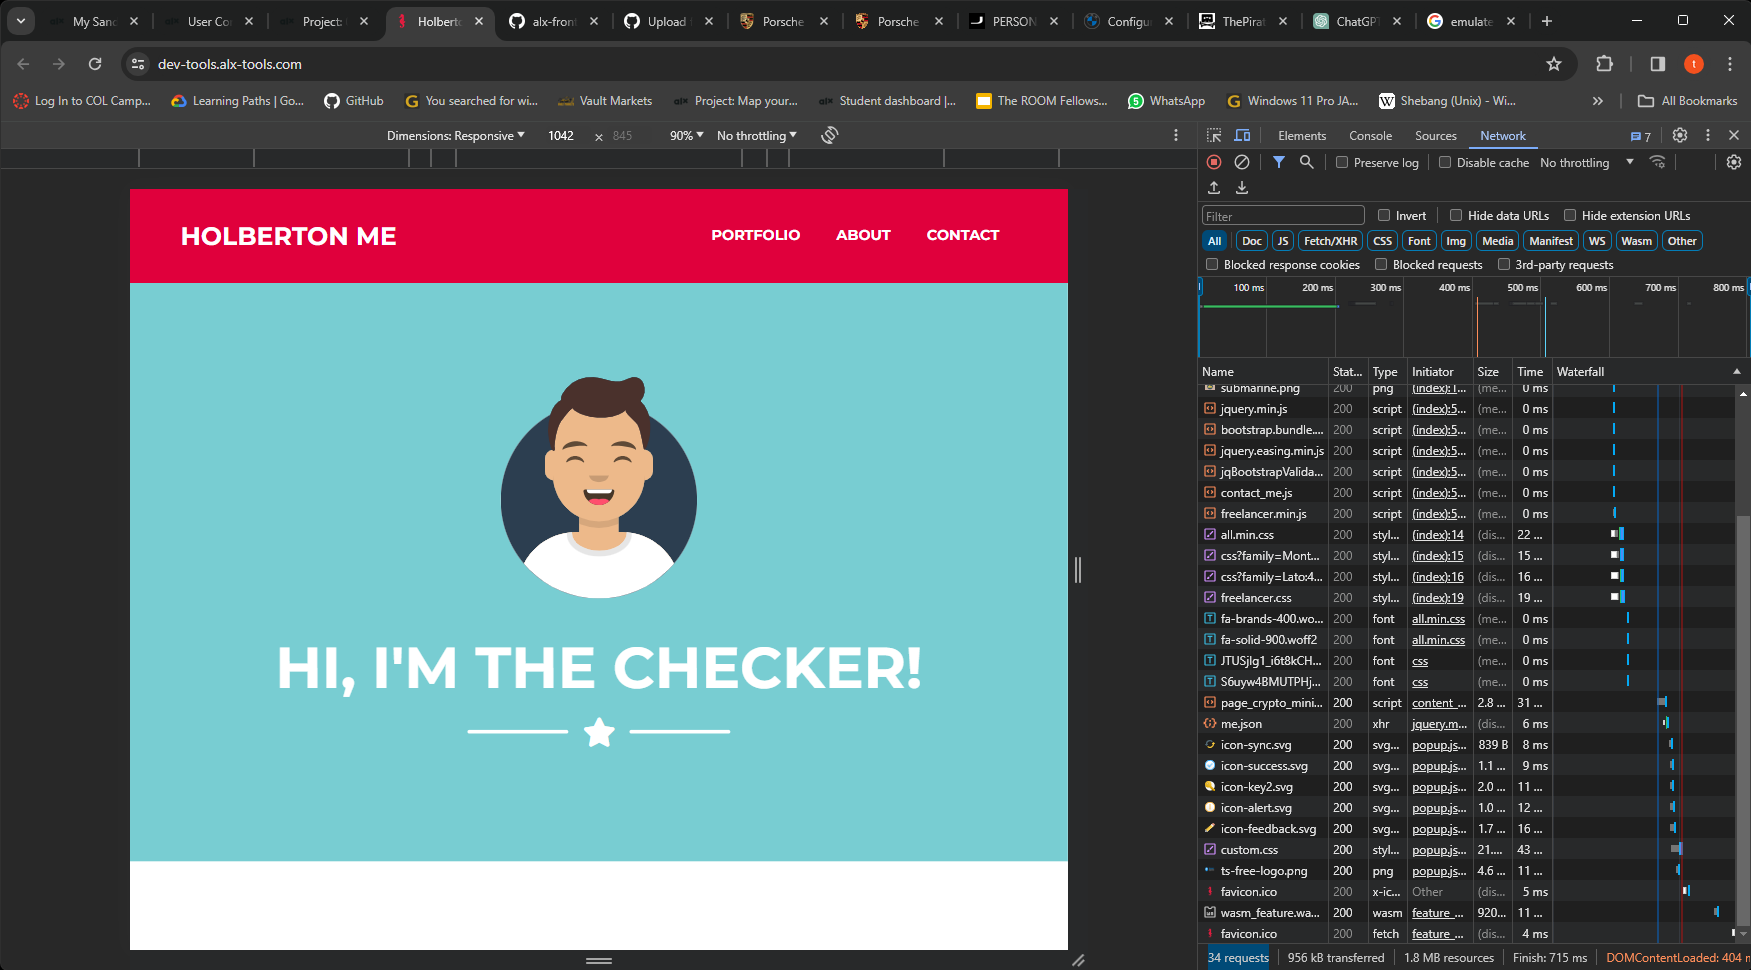 My San
User Co
Project:
Holberto
alx-fron
Upload
Porsche
Porsche
PERSON
Configu
ThePirat
ChatGPT
emulate
dev-tools.alx-tools.com
Log In to COL Camp...
Learning Paths | Go...
GitHub
You searched for wi...
Vault Markets
Project: Map your...
Student dashboard |...
The ROOM Fellows...
WhatsApp
Windows 11 Pro JA...
Shebang (Unix) - Wi...
All Bookmarks
Dimensions: Responsive
1042
×
845
90%
No throttling
Elements
Console
Sources
Network
7
Preserve log
Disable cache
No throttling
Filter
Invert
Hide data URLs
Hide extension URLs
All
Doc
JS
Fetch/XHR
CSS
Font
Img
Media
Manifest
WS
Wasm
Other
Blocked response cookies
Blocked requests
3rd-party requests
100 ms
200 ms
300 ms
400 ms
500 ms
600 ms
700 ms
800 ms
Name Stat... Type Initiator Size Time Waterfall
submarine.png 200 png (index):1... (me... 0 ms
jquery.min.js 200 script (index):5... (me... 0 ms
bootstrap.bundle.... 200 script (index):5... (me... 0 ms
jquery.easing.min.js 200 script (index):5... (me... 0 ms
jqBootstrapValida... 200 script (index):5... (me... 0 ms
contact_me.js 200 script (index):5... (me... 0 ms
freelancer.min.js 200 script (index):5... (me... 0 ms
all.min.css 200 styl... (index):14 (dis... 22 ...
css?family=Mont... 200 styl... (index):15 (dis... 15 ...
css?family=Lato:4... 200 styl... (index):16 (dis... 16 ...
freelancer.css 200 styl... (index):19 (dis... 19 ...
fa-brands-400.wo... 200 font all.min.css (me... 0 ms
fa-solid-900.woff2 200 font all.min.css (me... 0 ms
JTUSjIg1_i6t8kCH... 200 font css (me... 0 ms
S6uyw4BMUTPHj... 200 font css (me... 0 ms
page_crypto_mini... 200 script content_... 2.8 ... 31 ...
me.json 200 xhr jquery.m... (dis... 6 ms
icon-sync.svg 200 svg... popup.js... 839 B 8 ms
icon-success.svg 200 svg... popup.js... 1.1 ... 9 ms
icon-key2.svg 200 svg... popup.js... 2.0 ... 11 ...
icon-alert.svg 200 svg... popup.js... 1.0 ... 12 ...
icon-feedback.svg 200 svg... popup.js... 1.7 ... 16 ...
custom.css 200 styl... popup.js... 21.... 43 ...
ts-free-logo.png 200 png popup.js... 4.6 ... 11 ...
favicon.ico 200 x-ic... Other (dis... 5 ms
wasm_feature.wa... 200 wasm feature_... 920... 11 ...
favicon.ico 200 fetch feature_... (dis... 4 ms
34 requests
956 kB transferred
1.8 MB resources
Finish: 715 ms
DOMContentLoaded: 404 m
HOLBERTON ME
PORTFOLIO
ABOUT
CONTACT
HI, I'M THE CHECKER!